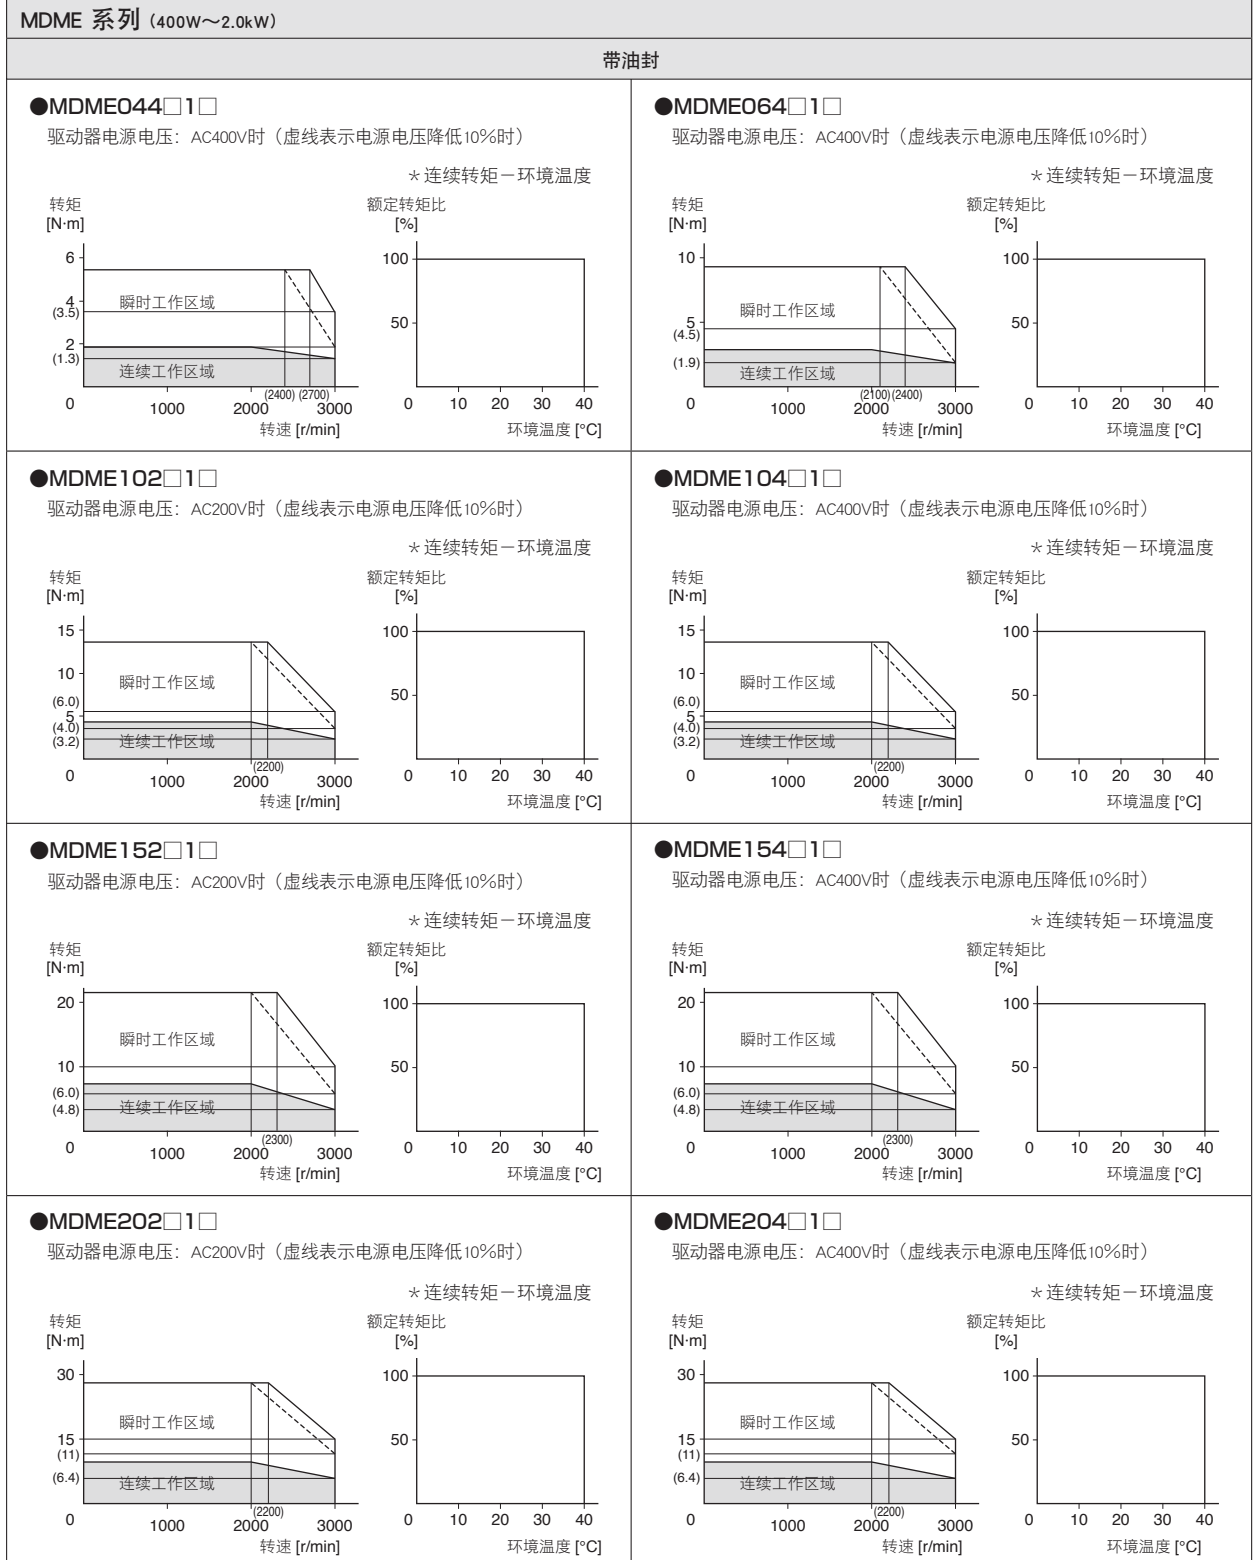 MDME 系列（400W～2.0kW）
带油封
●MDME044□1□
驱动器电源电压：AC400V时（虚线表示电源电压降低10%时）
＊连续转矩－环境温度
转矩
[N·m]
6
4
(3.5)
2
(1.3)
0
瞬时工作区域
连续工作区域
(2400) (2700)
1000 2000 3000
转速 [r/min]
额定转矩比
[%]
100
50
0 10 20 30 40
环境温度 [°C]
●MDME064□1□
驱动器电源电压：AC400V时（虚线表示电源电压降低10%时）
＊连续转矩－环境温度
转矩
[N·m]
10
5
(4.5)
(1.9)
0
瞬时工作区域
连续工作区域
(2100) (2400)
1000 2000 3000
转速 [r/min]
额定转矩比
[%]
100
50
0 10 20 30 40
环境温度 [°C]
●MDME102□1□
驱动器电源电压：AC200V时（虚线表示电源电压降低10%时）
＊连续转矩－环境温度
转矩
[N·m]
15
10
(6.0)
5
(4.0)
(3.2)
0
瞬时工作区域
连续工作区域
(2200)
1000 2000 3000
转速 [r/min]
额定转矩比
[%]
100
50
0 10 20 30 40
环境温度 [°C]
●MDME104□1□
驱动器电源电压：AC400V时（虚线表示电源电压降低10%时）
＊连续转矩－环境温度
转矩
[N·m]
15
10
(6.0)
5
(4.0)
(3.2)
0
瞬时工作区域
连续工作区域
(2200)
1000 2000 3000
转速 [r/min]
额定转矩比
[%]
100
50
0 10 20 30 40
环境温度 [°C]
●MDME152□1□
驱动器电源电压：AC200V时（虚线表示电源电压降低10%时）
＊连续转矩－环境温度
转矩
[N·m]
20
10
(6.0)
(4.8)
0
瞬时工作区域
连续工作区域
(2300)
1000 2000 3000
转速 [r/min]
额定转矩比
[%]
100
50
0 10 20 30 40
环境温度 [°C]
●MDME154□1□
驱动器电源电压：AC400V时（虚线表示电源电压降低10%时）
＊连续转矩－环境温度
转矩
[N·m]
20
10
(6.0)
(4.8)
0
瞬时工作区域
连续工作区域
(2300)
1000 2000 3000
转速 [r/min]
额定转矩比
[%]
100
50
0 10 20 30 40
环境温度 [°C]
●MDME202□1□
驱动器电源电压：AC200V时（虚线表示电源电压降低10%时）
＊连续转矩－环境温度
转矩
[N·m]
30
15
(11)
(6.4)
0
瞬时工作区域
连续工作区域
(2200)
1000 2000 3000
转速 [r/min]
额定转矩比
[%]
100
50
0 10 20 30 40
环境温度 [°C]
●MDME204□1□
驱动器电源电压：AC400V时（虚线表示电源电压降低10%时）
＊连续转矩－环境温度
转矩
[N·m]
30
15
(11)
(6.4)
0
瞬时工作区域
连续工作区域
(2200)
1000 2000 3000
转速 [r/min]
额定转矩比
[%]
100
50
0 10 20 30 40
环境温度 [°C]